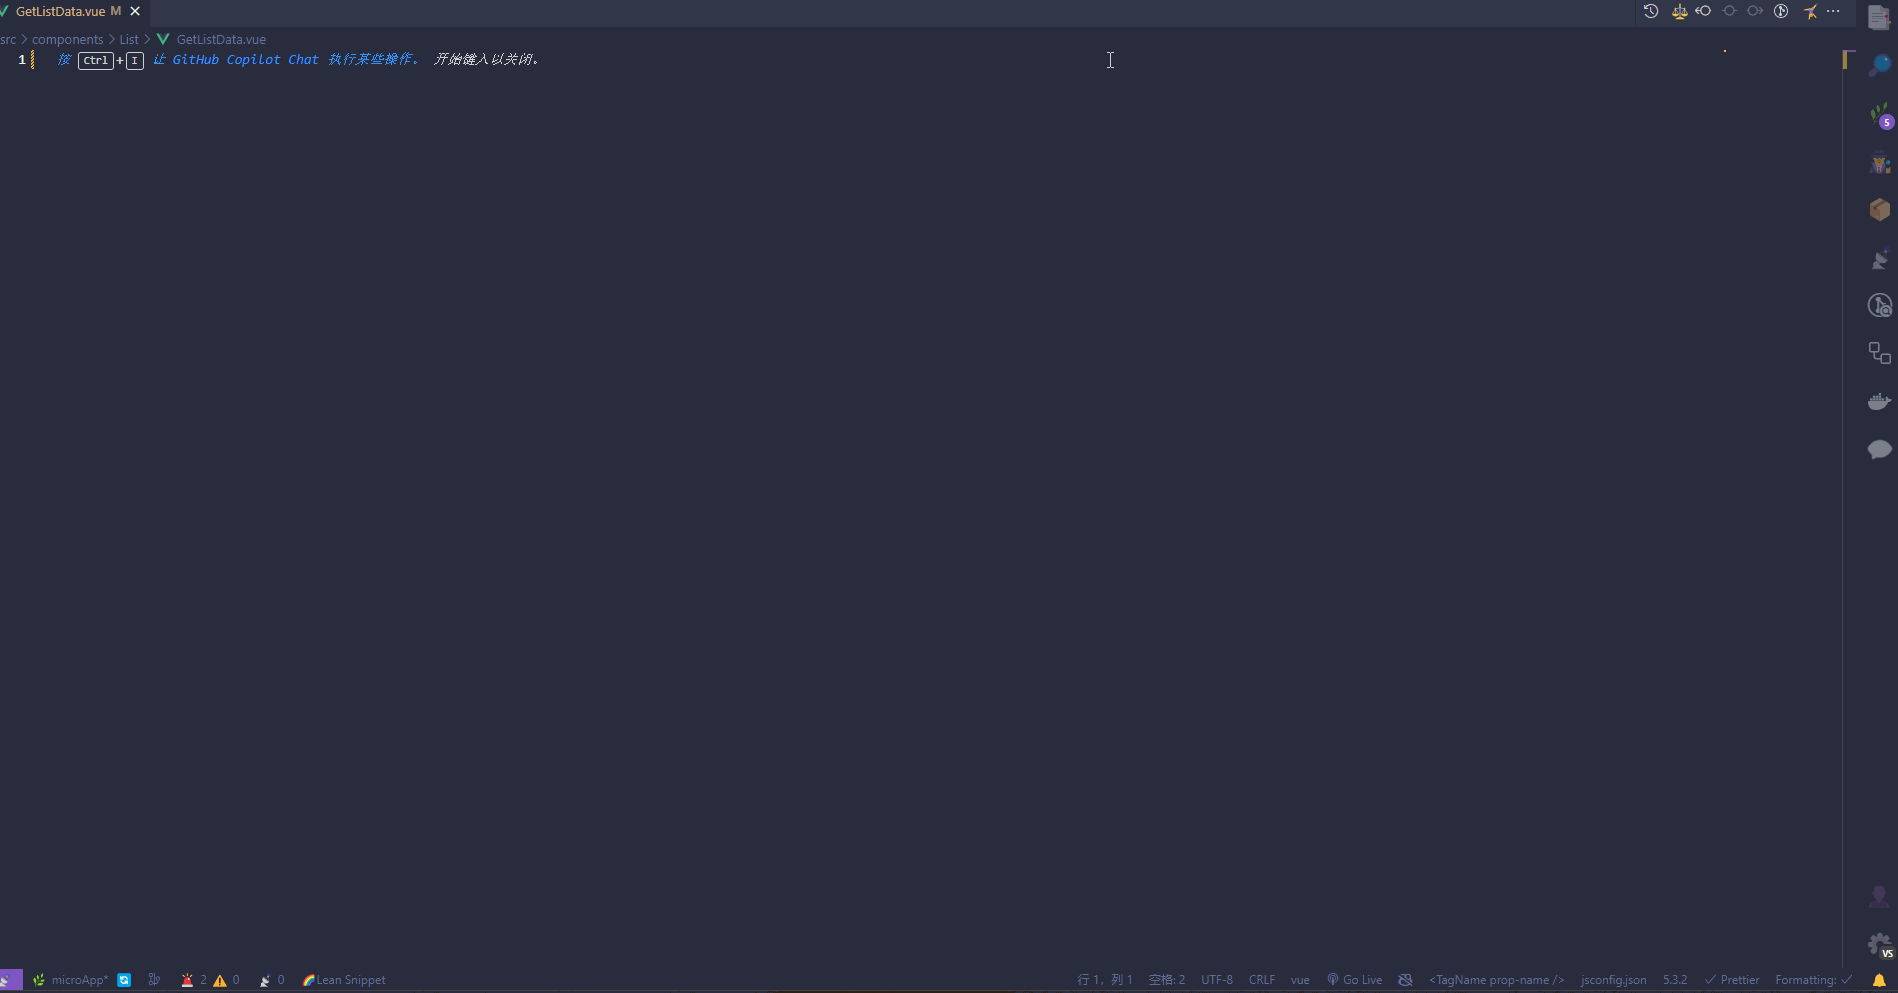 GetListData.vue M
src > components > List > GetListData.vue
1 按 Ctrl+I 让 GitHub Copilot Chat 执行某些操作。 开始键入以关闭。
5
VS
microApp* 2 0 0 Lean Snippet 行 1，列 1 空格: 2 UTF-8 CRLF vue Go Live <TagName prop-name /> jsconfig.json 5.3.2 Prettier Formatting: